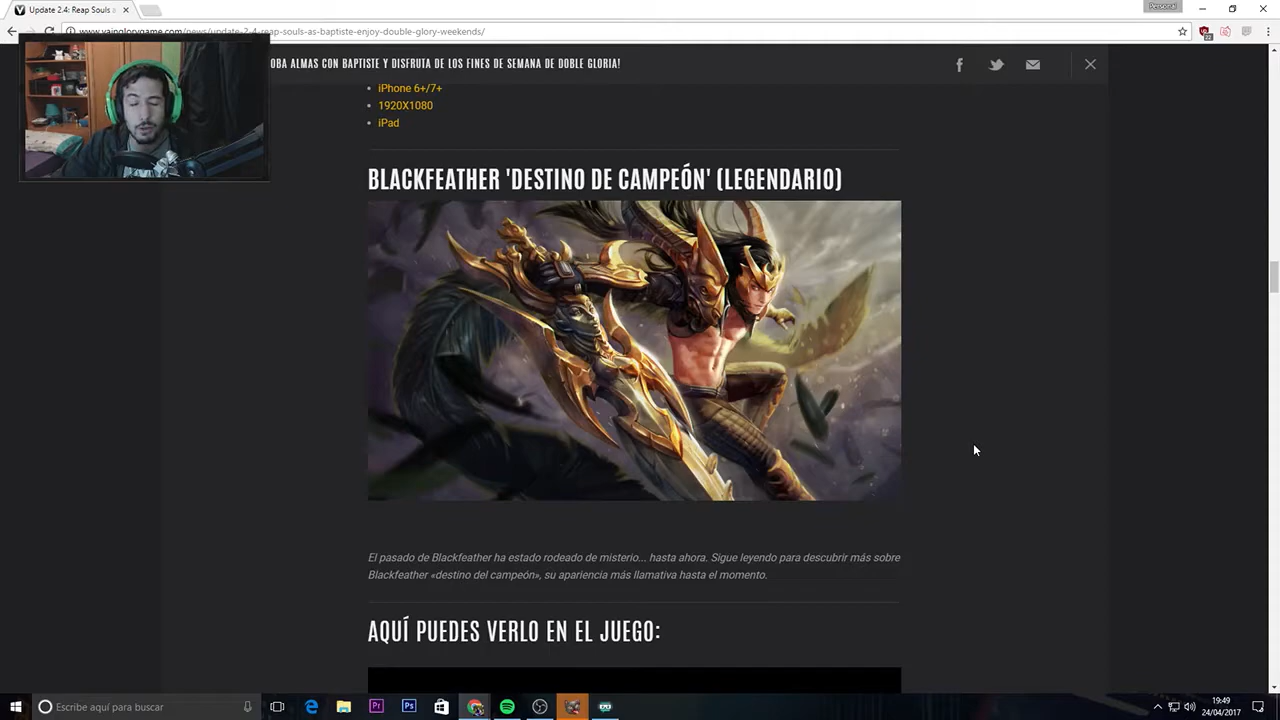 Update 2.4: Reap Souls a
Personal
www.vainglorygame.com/news/update-2-4-reap-souls-as-baptiste-enjoy-double-glory-weekends/
22
OBA ALMAS CON BAPTISTE Y DISFRUTA DE LOS FINES DE SEMANA DE DOBLE GLORIA!
iPhone 6+/7+
1920X1080
iPad
BLACKFEATHER 'DESTINO DE CAMPEÓN' (LEGENDARIO)
El pasado de Blackfeather ha estado rodeado de misterio... hasta ahora. Sigue leyendo para descubrir más sobre
Blackfeather «destino del campeón», su apariencia más llamativa hasta el momento.
AQUÍ PUEDES VERLO EN EL JUEGO:
Escribe aquí para buscar
19:49
24/04/2017